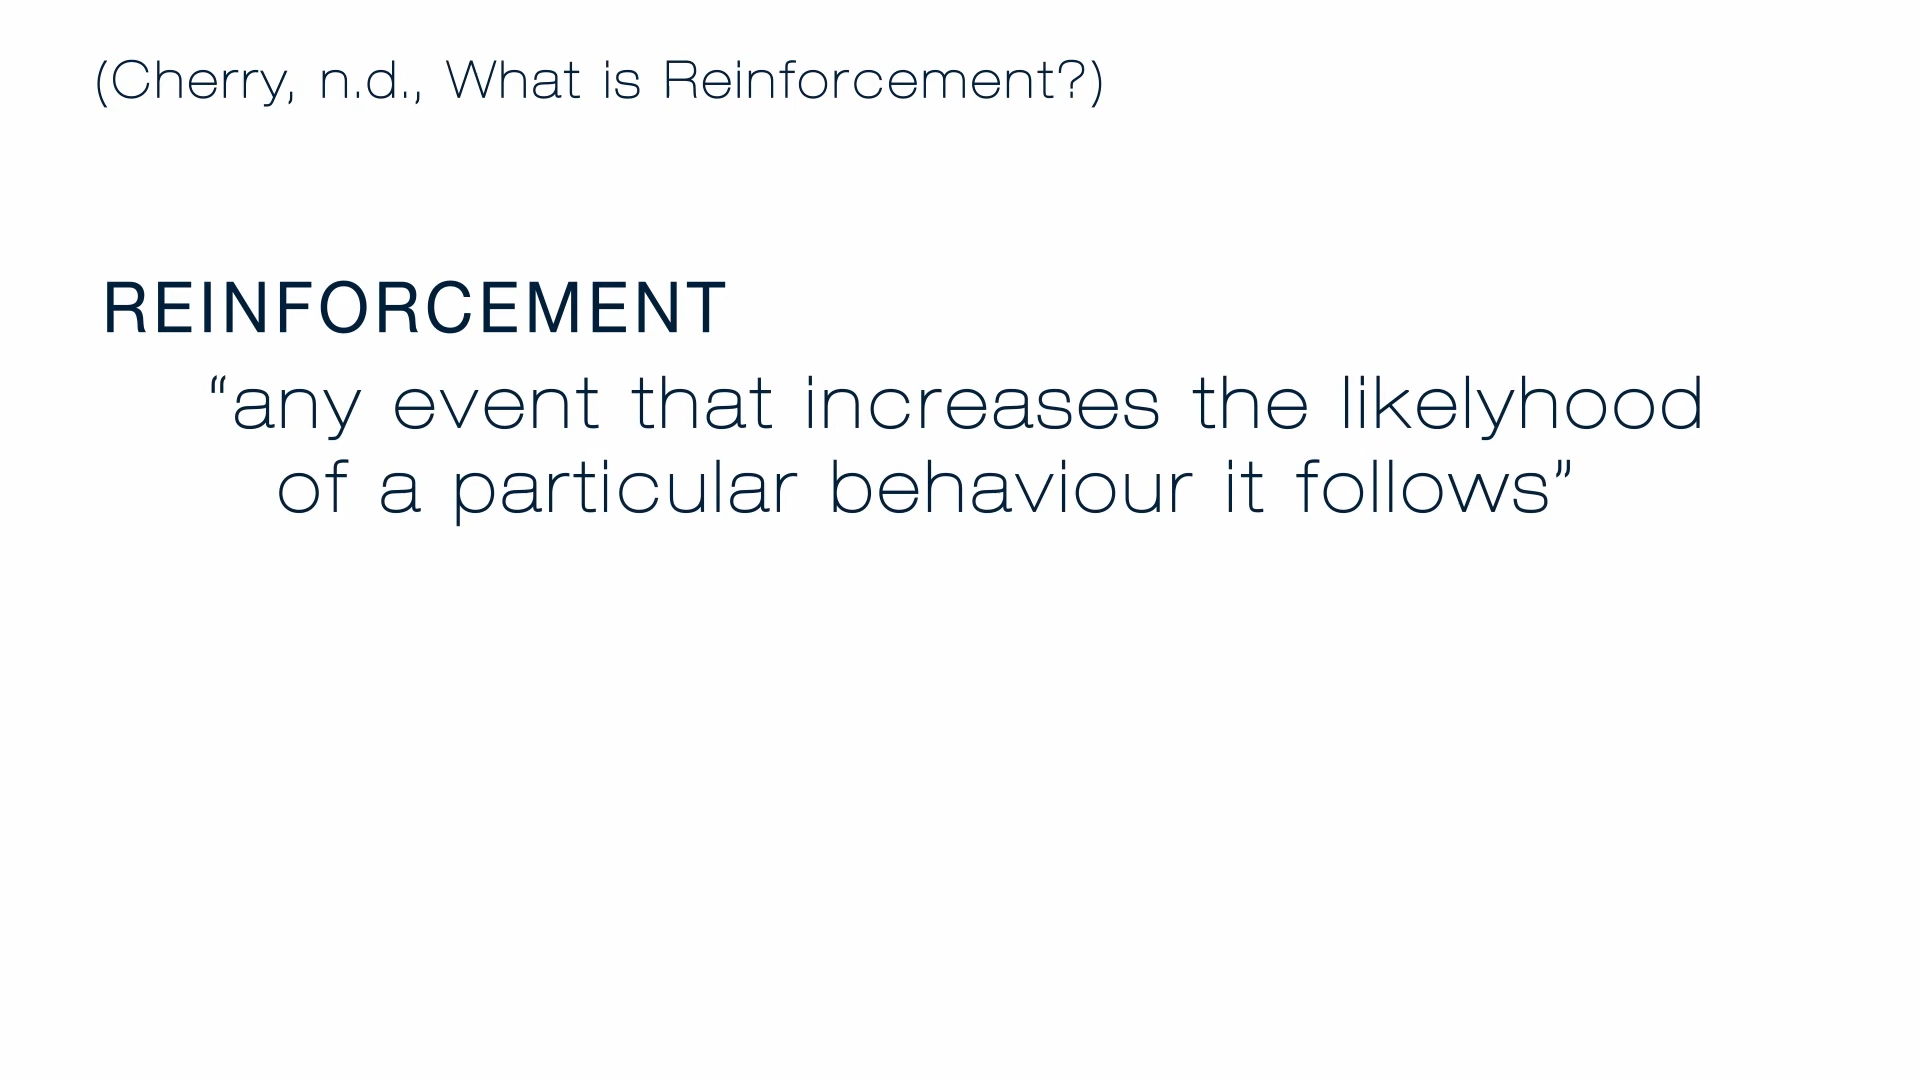 (Cherry, n.d., What is Reinforcement?)
REINFORCEMENT
“any event that increases the likelyhood
of a particular behaviour it follows”